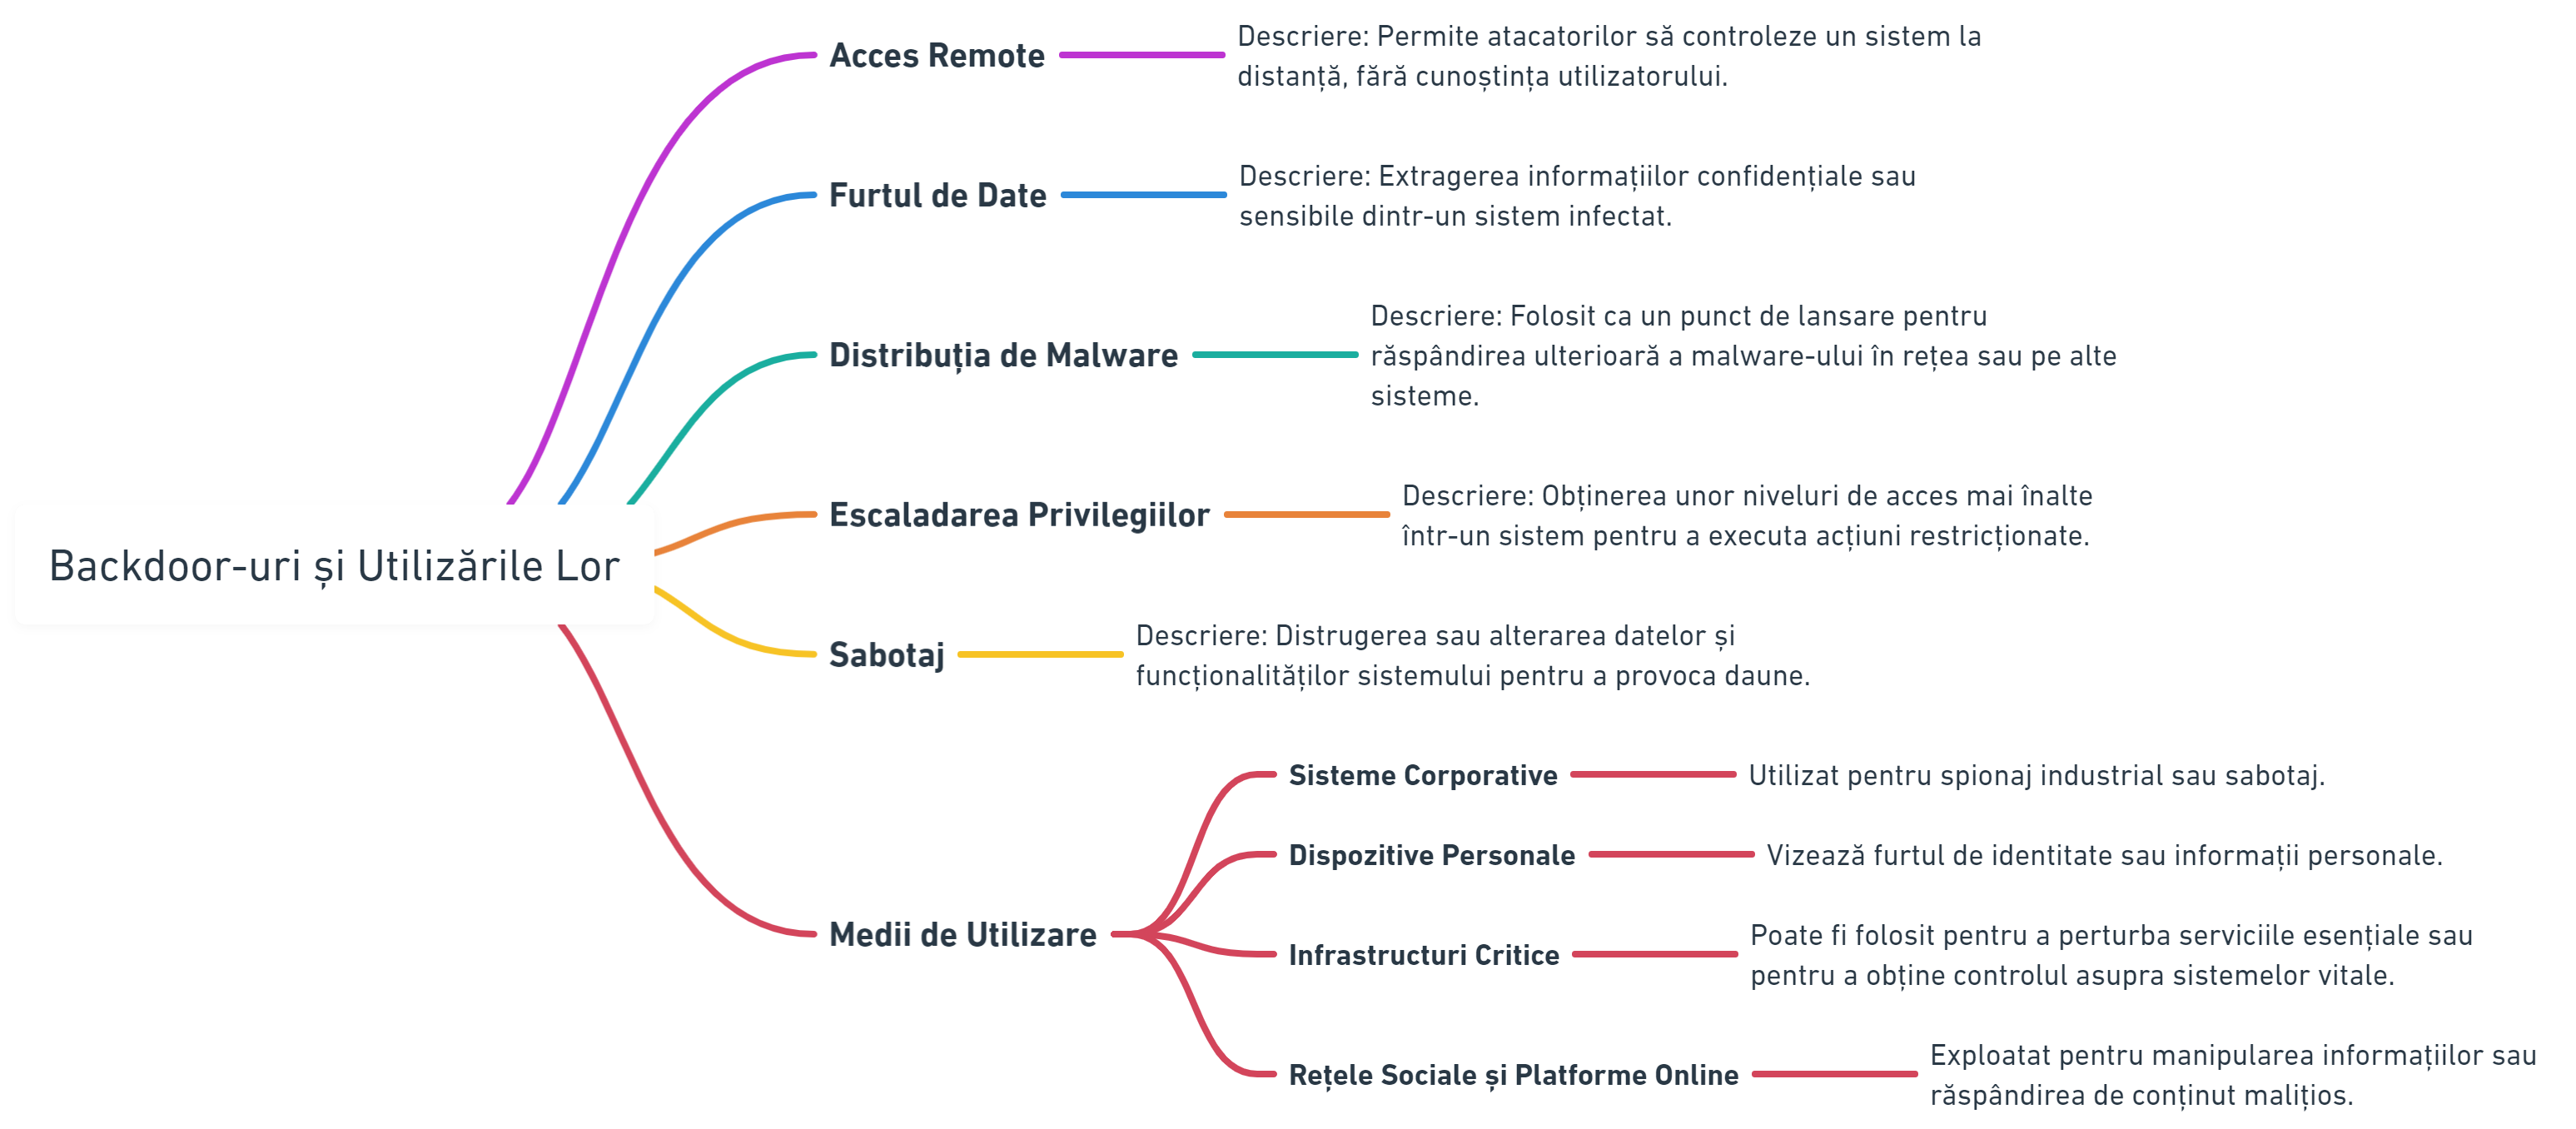 Acces Remote
Descriere: Permite atacatorilor să controleze un sistem la
distanță, fără cunoștința utilizatorului.
Furtul de Date
Descriere: Extragerea informațiilor confidențiale sau
sensibile dintr-un sistem infectat.
Distribuția de Malware
Descriere: Folosit ca un punct de lansare pentru
răspândirea ulterioară a malware-ului în rețea sau pe alte
sisteme.
Escaladarea Privilegiilor
Descriere: Obținerea unor niveluri de acces mai înalte
într-un sistem pentru a executa acțiuni restricționate.
Backdoor-uri și Utilizările Lor
Sabotaj
Descriere: Distrugerea sau alterarea datelor și
funcționalităților sistemului pentru a provoca daune.
Medii de Utilizare
Sisteme Corporative
Utilizat pentru spionaj industrial sau sabotaj.
Dispozitive Personale
Vizează furtul de identitate sau informații personale.
Infrastructuri Critice
Poate fi folosit pentru a perturba serviciile esențiale sau
pentru a obține controlul asupra sistemelor vitale.
Rețele Sociale și Platforme Online
Exploatat pentru manipularea informațiilor sau
răspândirea de conținut malițios.